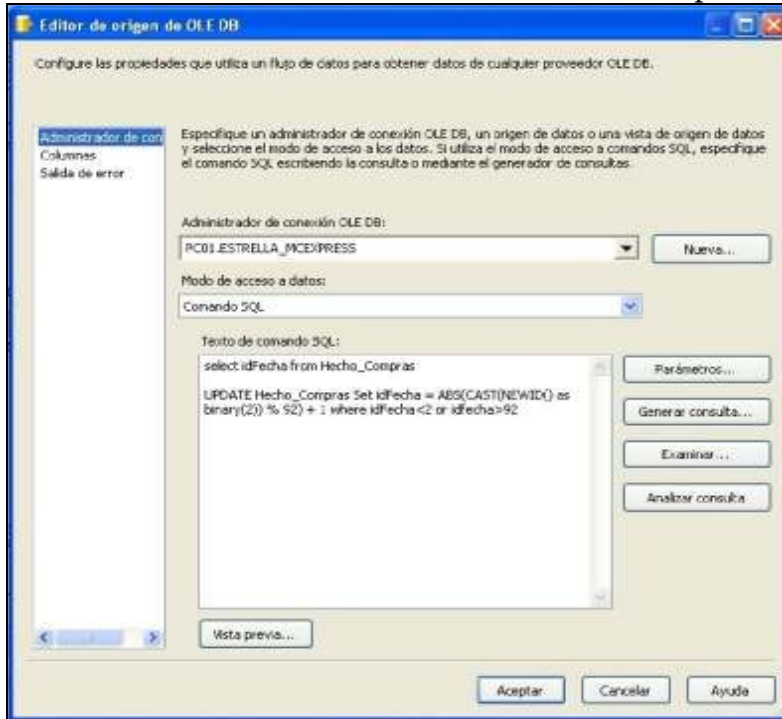 Editor de origen de OLE DB
Configure las propiedades que utiliza un flujo de datos para obtener datos de cualquier proveedor OLE DB.
Administrador de con
Columnas
Salida de error
Especifique un administrador de conexión OLE DB, un origen de datos o una vista de origen de datos
y seleccione el modo de acceso a los datos. Si utiliza el modo de acceso a comandos SQL, especifique
el comando SQL escribiendo la consulta o mediante el generador de consultas.
Administrador de conexión OLE DB:
PC01.ESTRELLA_MCEXPRESS
Nueva...
Modo de acceso a datos:
Comando SQL
Texto de comando SQL:
select idFecha from Hecho_Compras
UPDATE Hecho_Compras Set idFecha = ABS(CAST(NEWID() as
binary(2)) % 92) + 1 where idFecha<2 or idfecha>92
Parámetros...
Generar consulta...
Examinar...
Analizar consulta
Vista previa...
Aceptar
Cancelar
Ayuda